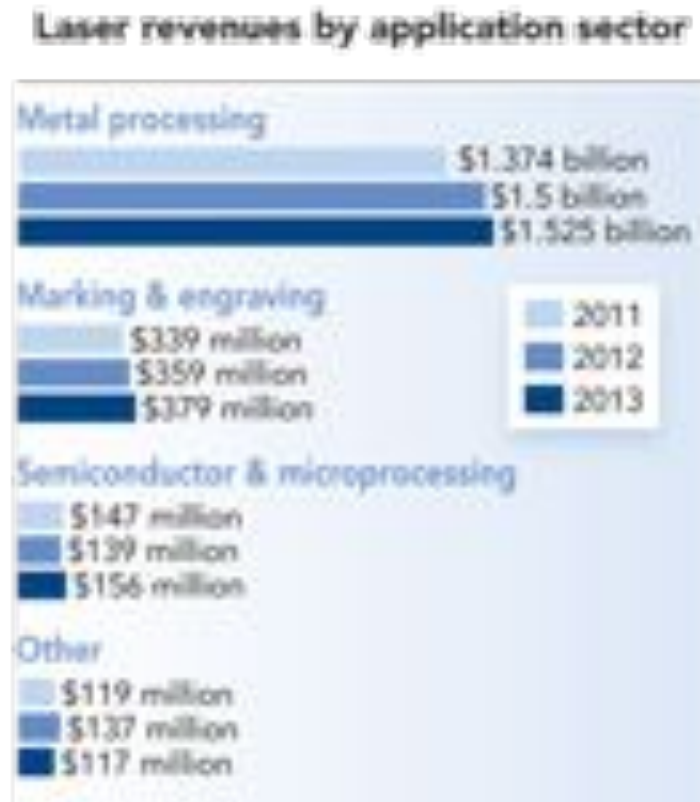 Laser revenues by application sector
Metal processing
$1.374 billion
$1.5 billion
$1.525 billion
Marking & engraving
$339 million
$359 million
$379 million
2011
2012
2013
Semiconductor & microprocessing
$147 million
$139 million
$156 million
Other
$119 million
$137 million
$117 million